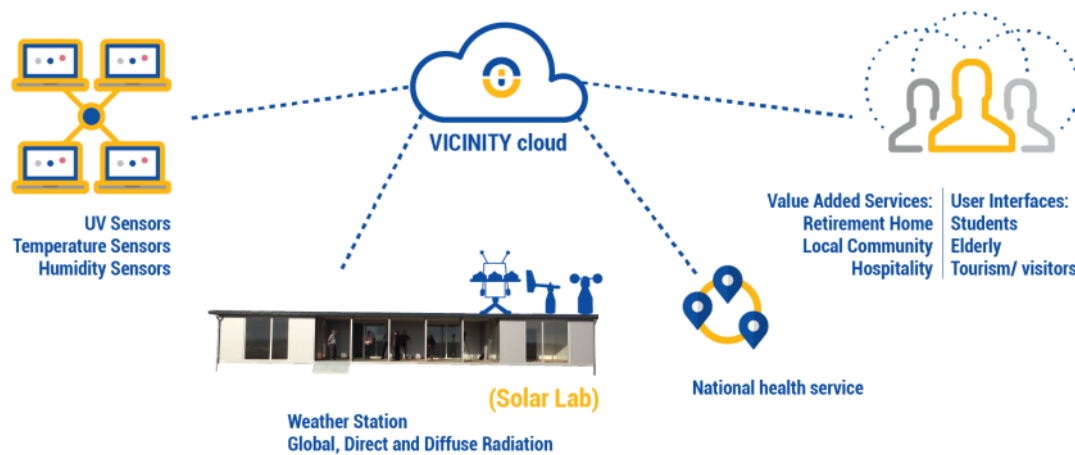 VICINITY cloud
UV Sensors
Temperature Sensors
Humidity Sensors
Value Added Services:
Retirement Home
Local Community
Hospitality
User Interfaces:
Students
Elderly
Tourism/ visitors
(Solar Lab)
National health service
Weather Station
Global, Direct and Diffuse Radiation